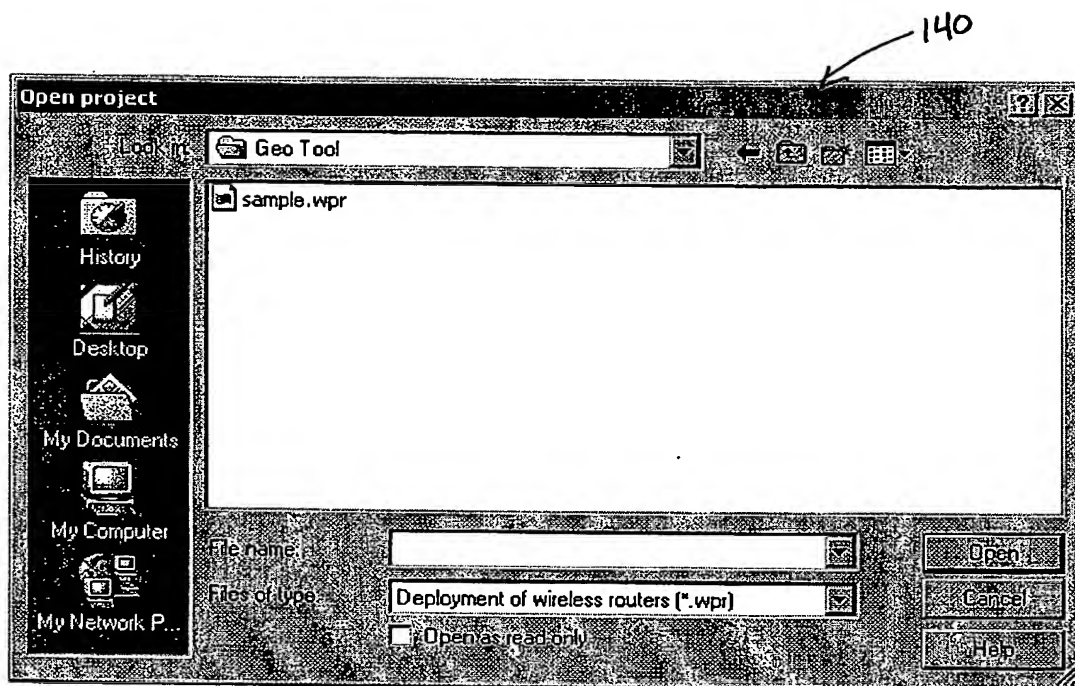 140
Open project
Look in:
Geo Tool
sample.wpr
History
Desktop
My Documents
My Computer
My Network P...
File name:
Files of type:
Deployment of wireless routers (*.wpr)
Open as read only
Open
Cancel
Help